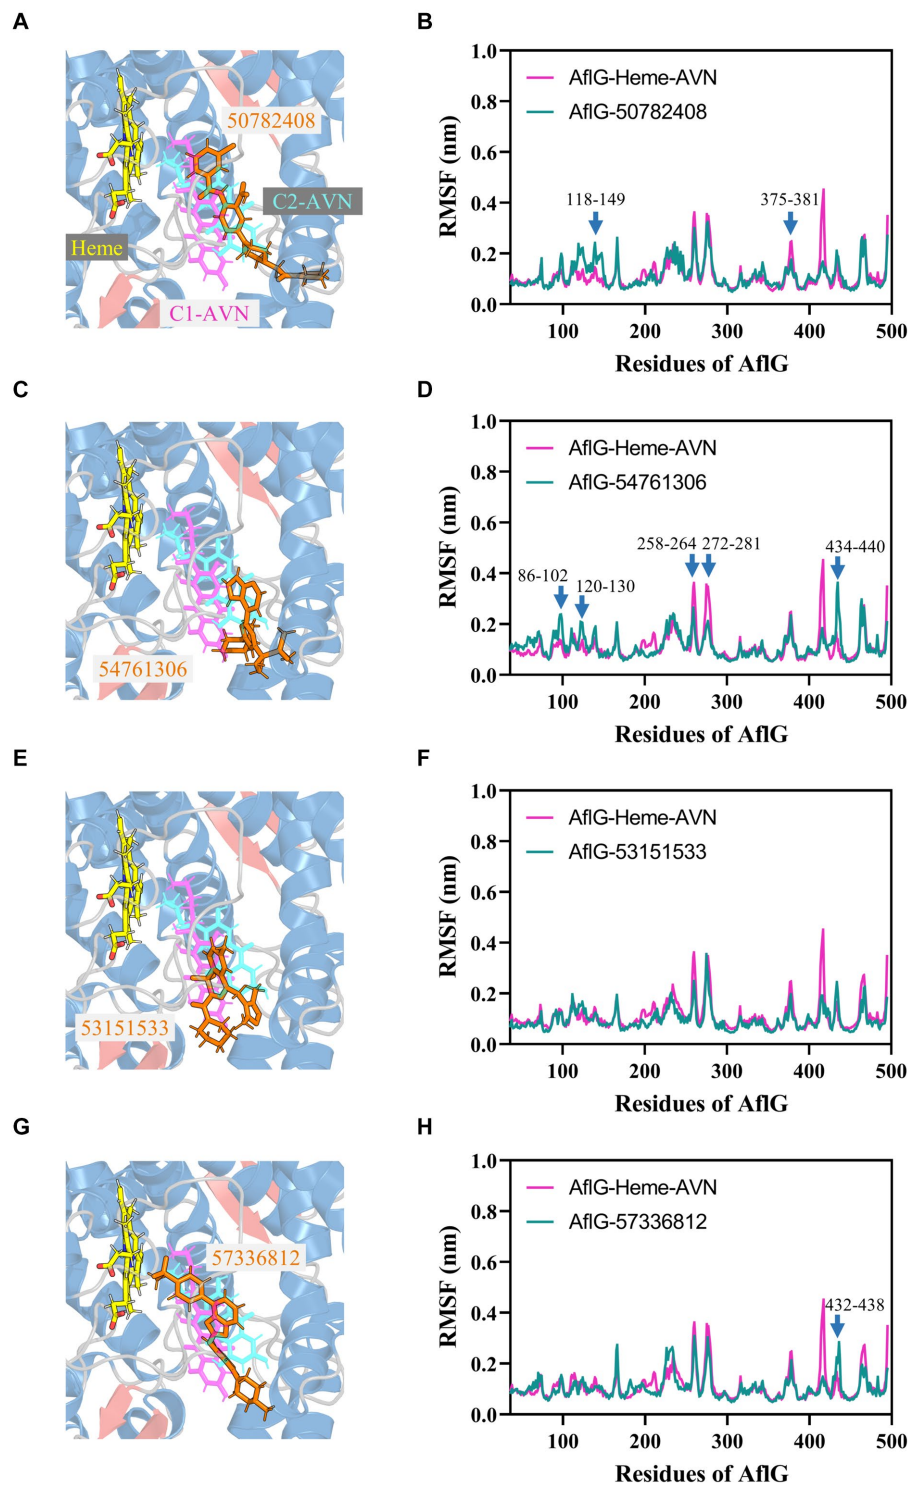 A
50782408
C2-AVN
Heme
C1-AVN
B
1.0
0.8
0.6
0.4
0.2
0.0
RMSF (nm)
AflG-Heme-AVN
AflG-50782408
118-149
375-381
100
200
300
400
500
Residues of AflG
C
54761306
D
1.0
0.8
0.6
0.4
0.2
0.0
RMSF (nm)
AflG-Heme-AVN
AflG-54761306
86-102
120-130
258-264
272-281
434-440
100
200
300
400
500
Residues of AflG
E
53151533
F
1.0
0.8
0.6
0.4
0.2
0.0
RMSF (nm)
AflG-Heme-AVN
AflG-53151533
100
200
300
400
500
Residues of AflG
G
57336812
H
1.0
0.8
0.6
0.4
0.2
0.0
RMSF (nm)
AflG-Heme-AVN
AflG-57336812
432-438
100
200
300
400
500
Residues of AflG